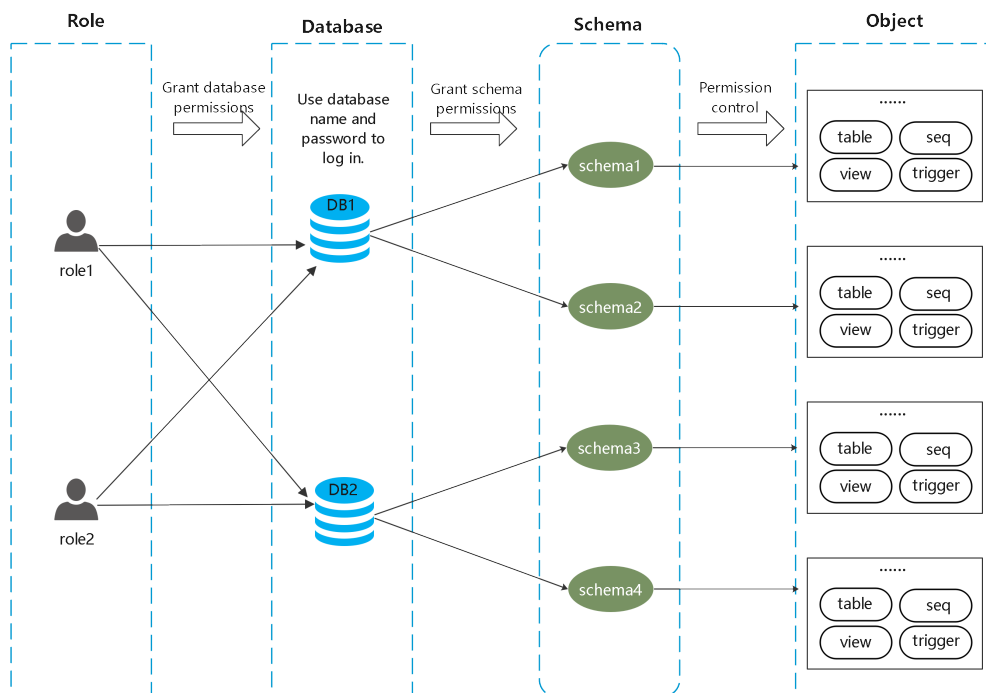 Role
Database
Schema
Object
Grant database
permissions
Use database
name and
password to
log in.
Grant schema
permissions
Permission
control
......
table
seq
view
trigger
schema1
DB1
role1
......
table
seq
view
trigger
schema2
......
table
seq
view
trigger
schema3
DB2
role2
......
table
seq
view
trigger
schema4